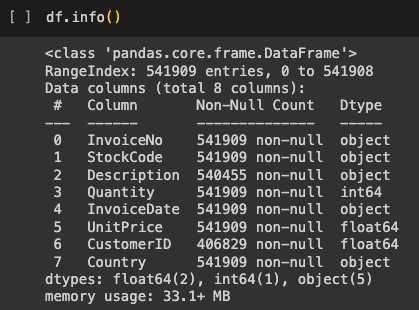 [ ] df.info()
<class 'pandas.core.frame.DataFrame'>
RangeIndex: 541909 entries, 0 to 541908
Data columns (total 8 columns):
 #   Column       Non-Null Count   Dtype
---  ------       --------------   -----
 0   InvoiceNo    541909 non-null  object
 1   StockCode    541909 non-null  object
 2   Description  540455 non-null  object
 3   Quantity     541909 non-null  int64
 4   InvoiceDate  541909 non-null  object
 5   UnitPrice    541909 non-null  float64
 6   CustomerID   406829 non-null  float64
 7   Country      541909 non-null  object
dtypes: float64(2), int64(1), object(5)
memory usage: 33.1+ MB